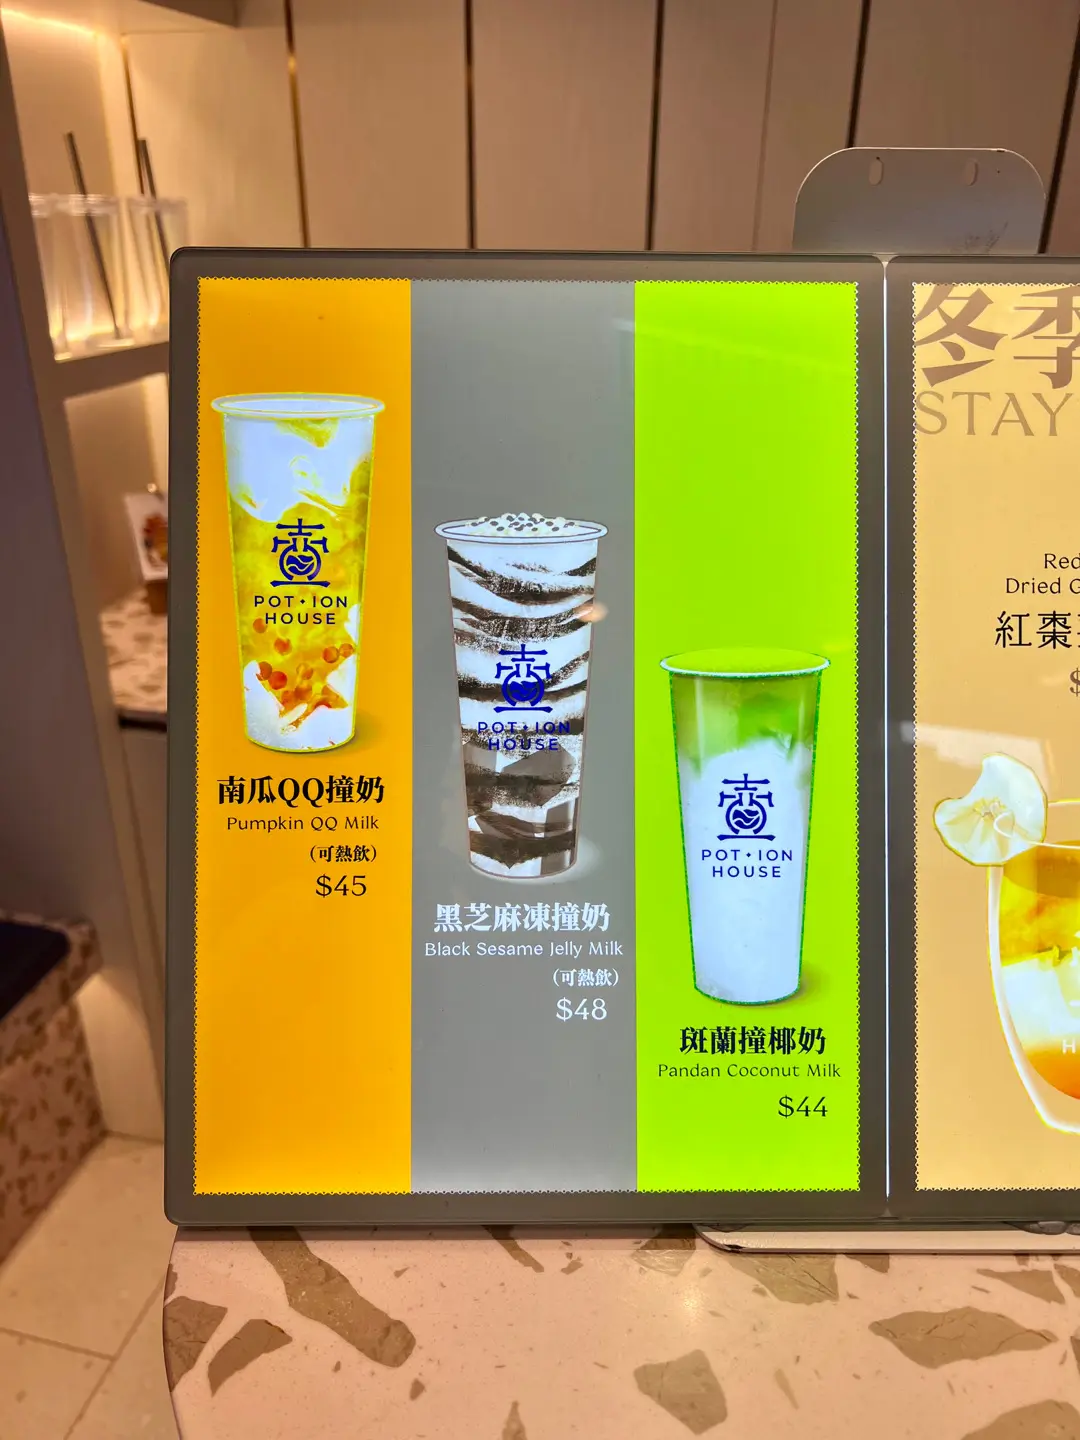 POT·ION
HOUSE
南瓜QQ撞奶
Pumpkin QQ Milk
(可熱飲)
$45
POT·ION
HOUSE
黑芝麻凍撞奶
Black Sesame Jelly Milk
(可熱飲)
$48
POT·ION
HOUSE
斑蘭撞椰奶
Pandan Coconut Milk
$44
冬季
STAY
Red
Dried
紅棗
$
H